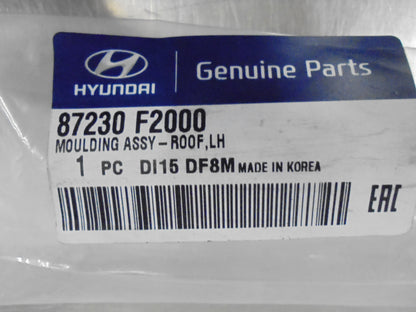 HYUNDAI
Genuine Parts
87230 F2000
MOULDING ASSY-ROOF,LH
1 PC DI15 DF8M MADE IN KOREA
EAC